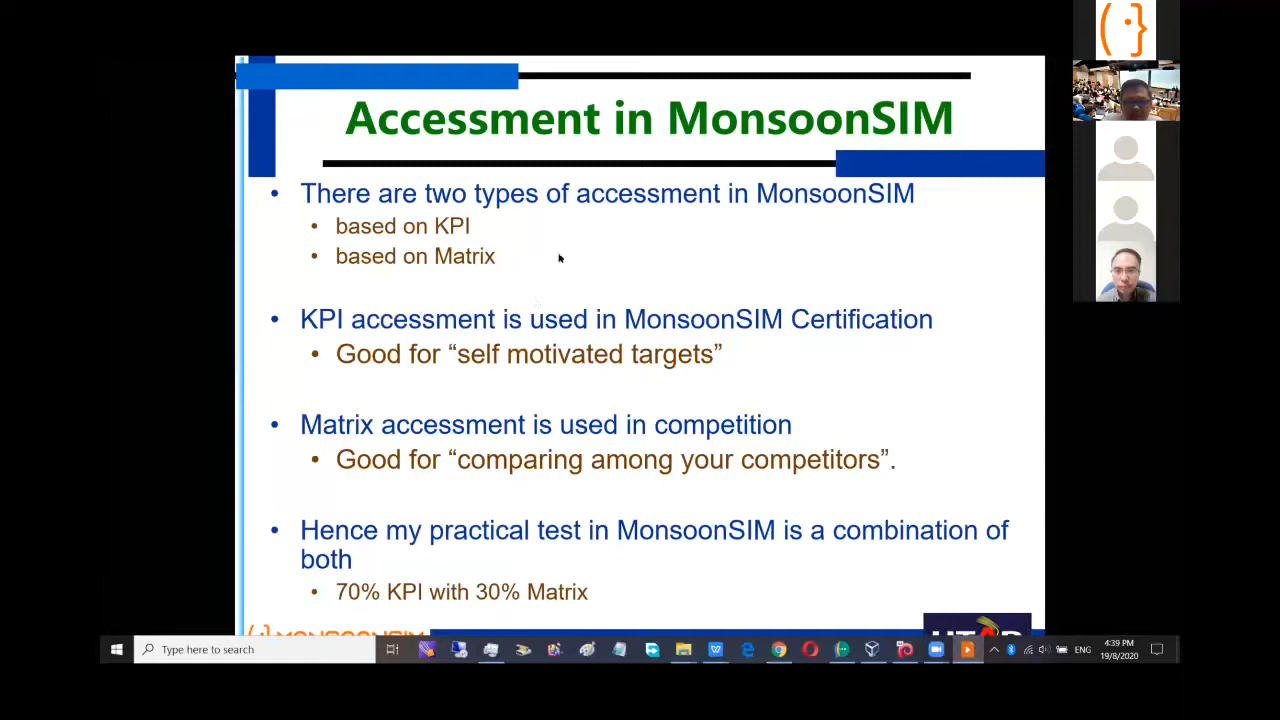 Accessment in MonsoonSIM
• There are two types of accessment in MonsoonSIM
• based on KPI
• based on Matrix
• KPI accessment is used in MonsoonSIM Certification
• Good for “self motivated targets”
• Matrix accessment is used in competition
• Good for “comparing among your competitors”.
• Hence my practical test in MonsoonSIM is a combination of
both
• 70% KPI with 30% Matrix
MONSOONSIM
UTAR
Type here to search
ENG
4:39 PM
19/8/2020